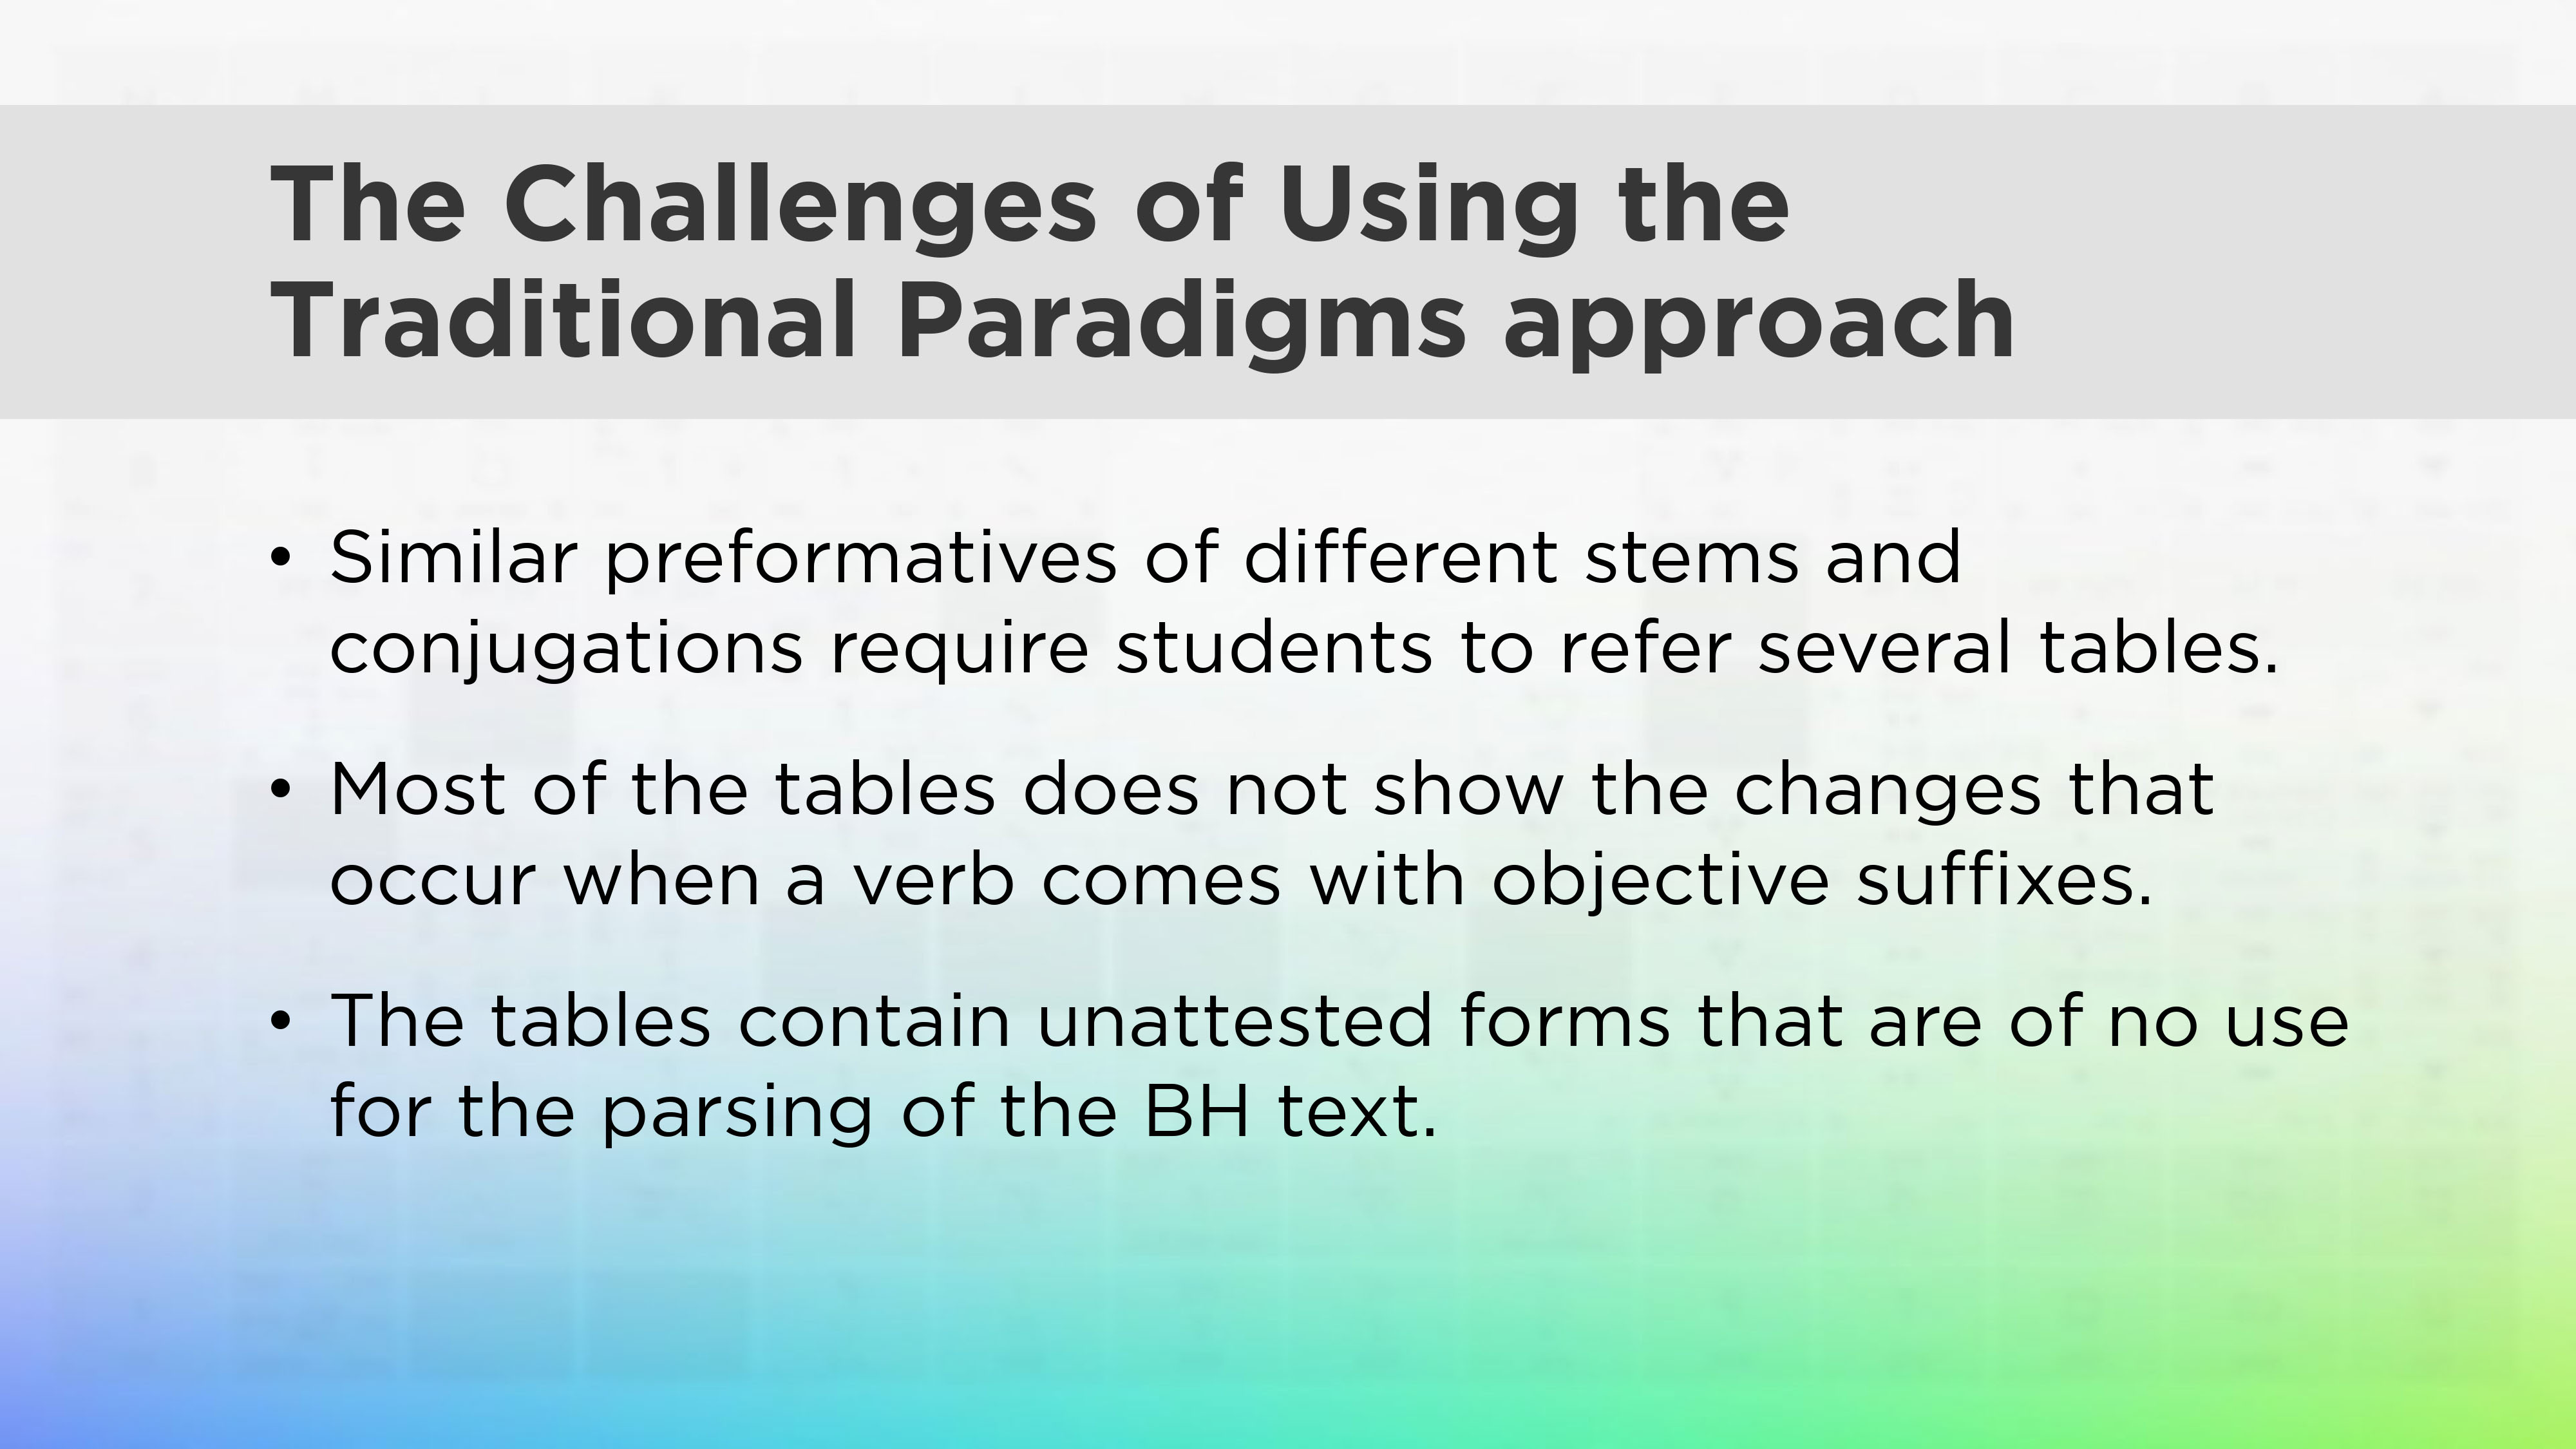 The Challenges of Using the
Traditional Paradigms approach
• Similar preformatives of different stems and
conjugations require students to refer several tables.
• Most of the tables does not show the changes that
occur when a verb comes with objective suffixes.
• The tables contain unattested forms that are of no use
for the parsing of the BH text.